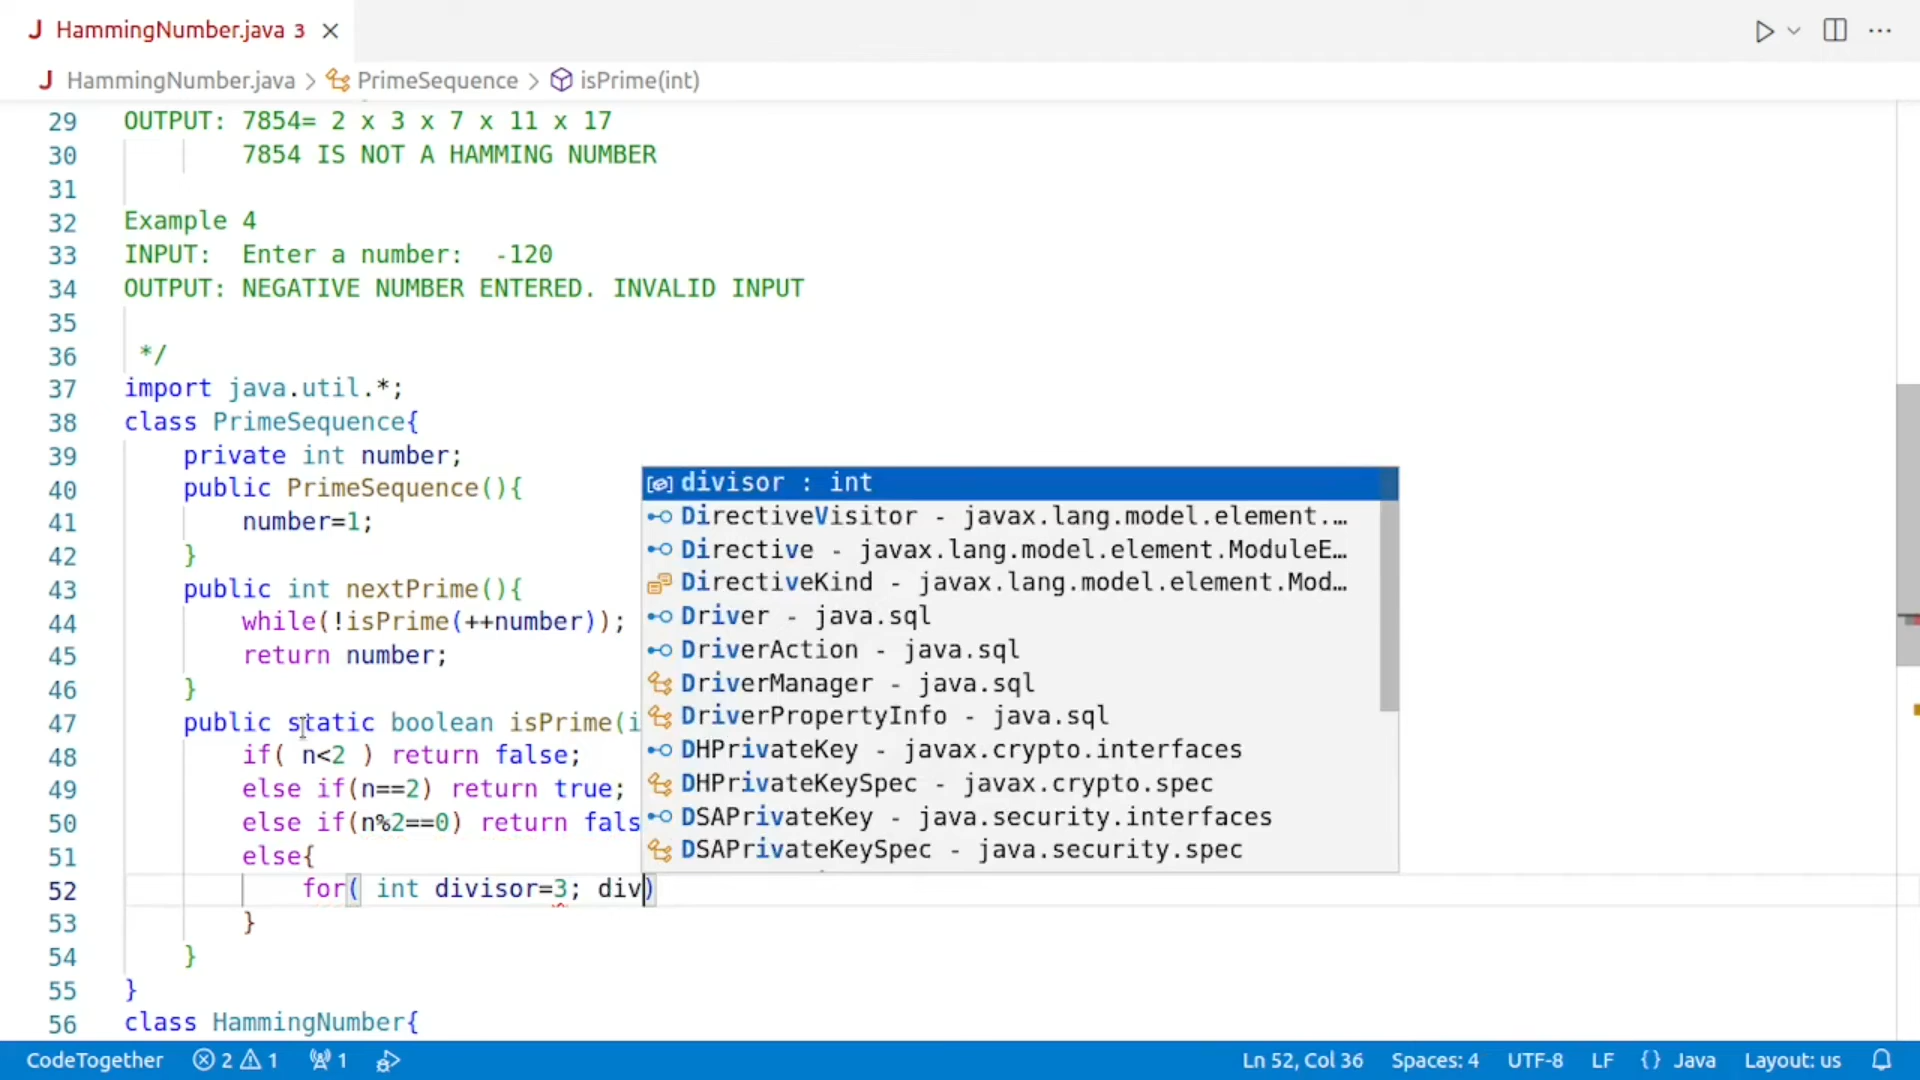 J HammingNumber.java 3
J HammingNumber.java > PrimeSequence > isPrime(int)
29 OUTPUT: 7854= 2 x 3 x 7 x 11 x 17
30 7854 IS NOT A HAMMING NUMBER
31
32 Example 4
33 INPUT:  Enter a number:  -120
34 OUTPUT: NEGATIVE NUMBER ENTERED. INVALID INPUT
35
36 */
37 import java.util.*;
38 class PrimeSequence{
39 private int number;
40 public PrimeSequence(){
41 number=1;
42 }
43 public int nextPrime(){
44 while(!isPrime(++number));
45 return number;
46 }
47 public static boolean isPrime(i
48 if( n<2 ) return false;
49 else if(n==2) return true;
50 else if(n%2==0) return fals
51 else{
52 for( int divisor=3; div)
53 }
54 }
55 }
56 class HammingNumber{
divisor : int
DirectiveVisitor - javax.lang.model.element.…
Directive - javax.lang.model.element.ModuleE…
DirectiveKind - javax.lang.model.element.Mod…
Driver - java.sql
DriverAction - java.sql
DriverManager - java.sql
DriverPropertyInfo - java.sql
DHPrivateKey - javax.crypto.interfaces
DHPrivateKeySpec - javax.crypto.spec
DSAPrivateKey - java.security.interfaces
DSAPrivateKeySpec - java.security.spec
CodeTogether 2 1 1 Ln 52, Col 36 Spaces: 4 UTF-8 LF {} Java Layout: us